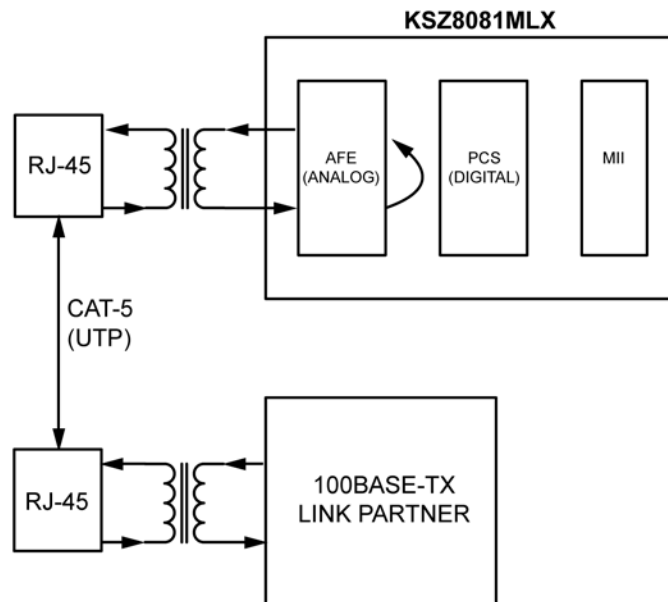 KSZ8081MLX
RJ-45
AFE
(ANALOG)
PCS
(DIGITAL)
MII
CAT-5
(UTP)
RJ-45
100BASE-TX
LINK PARTNER